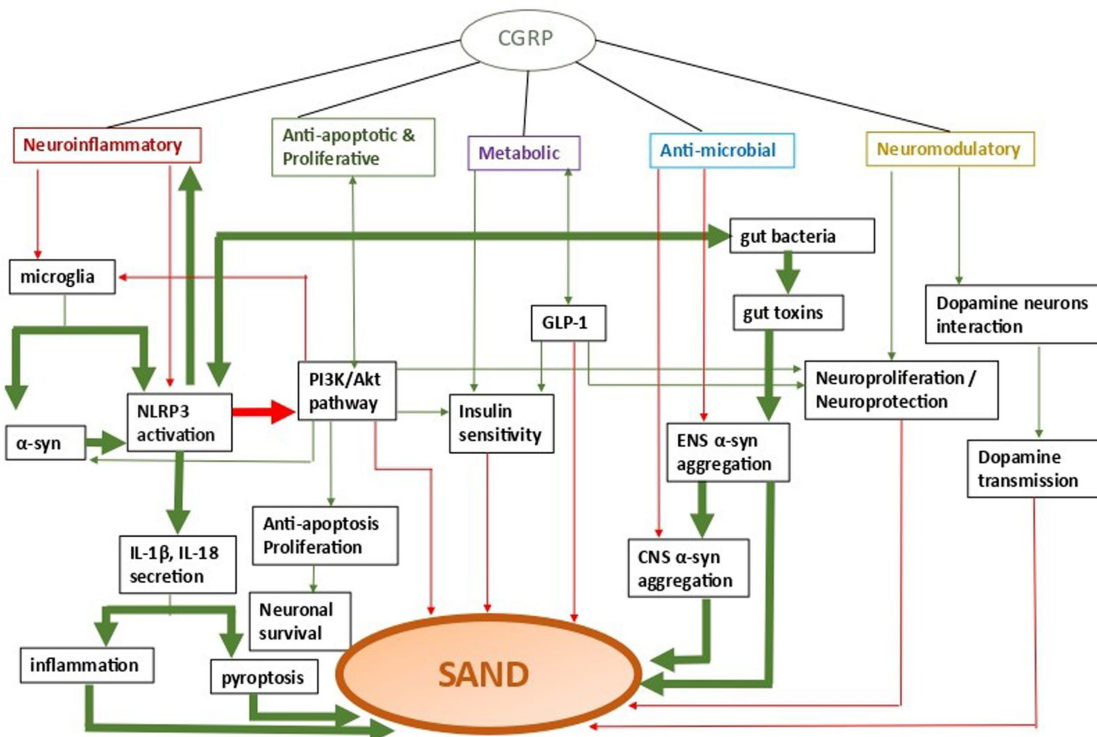 CGRP
Neuroinflammatory
Anti-apoptotic &
Proliferative
Metabolic
Anti-microbial
Neuromodulatory
gut bacteria
microglia
gut toxins
Dopamine neurons
interaction
GLP-1
PI3K/Akt
pathway
Neuroproliferation /
Neuroprotection
NLRP3
activation
Insulin
sensitivity
α-syn
ENS α-syn
aggregation
Dopamine
transmission
Anti-apoptosis
Proliferation
IL-1β, IL-18
secretion
CNS α-syn
aggregation
Neuronal
survival
inflammation
pyroptosis
SAND